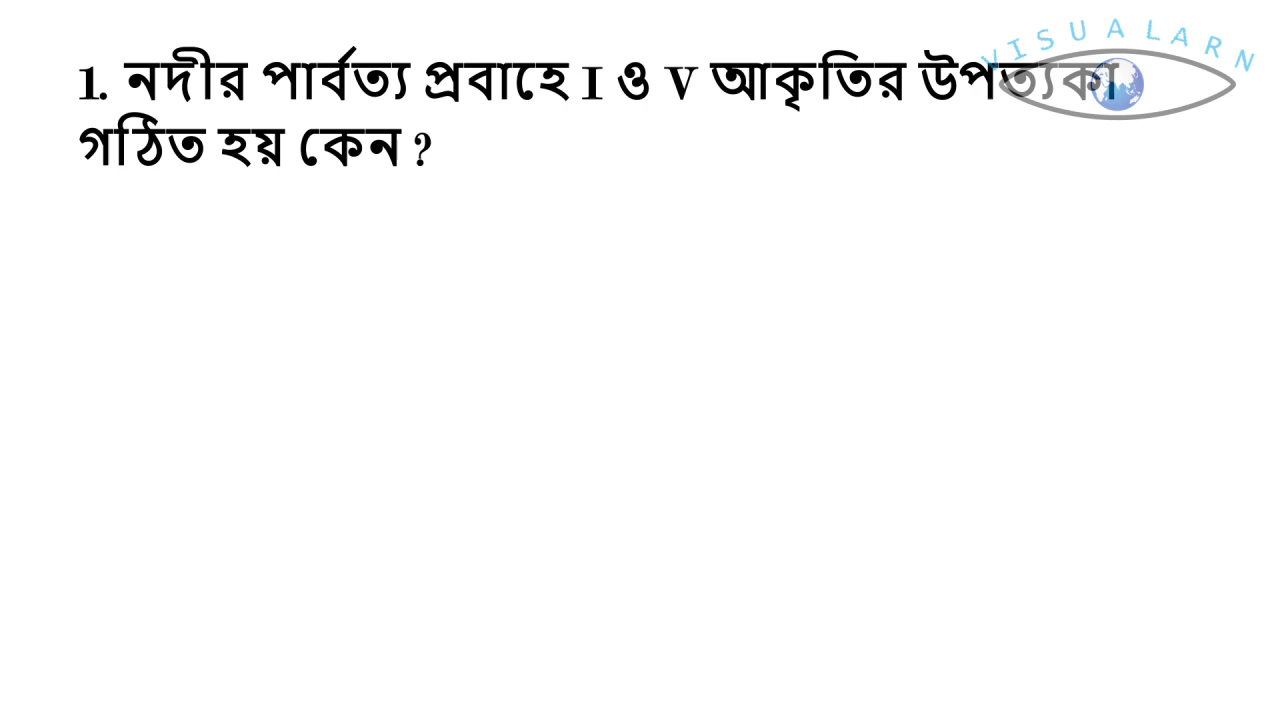 VISUALARN
1. নদীর পার্বত্য প্রবাহে I ও V আকৃতির উপত্যকা
গঠিত হয় কেন ?